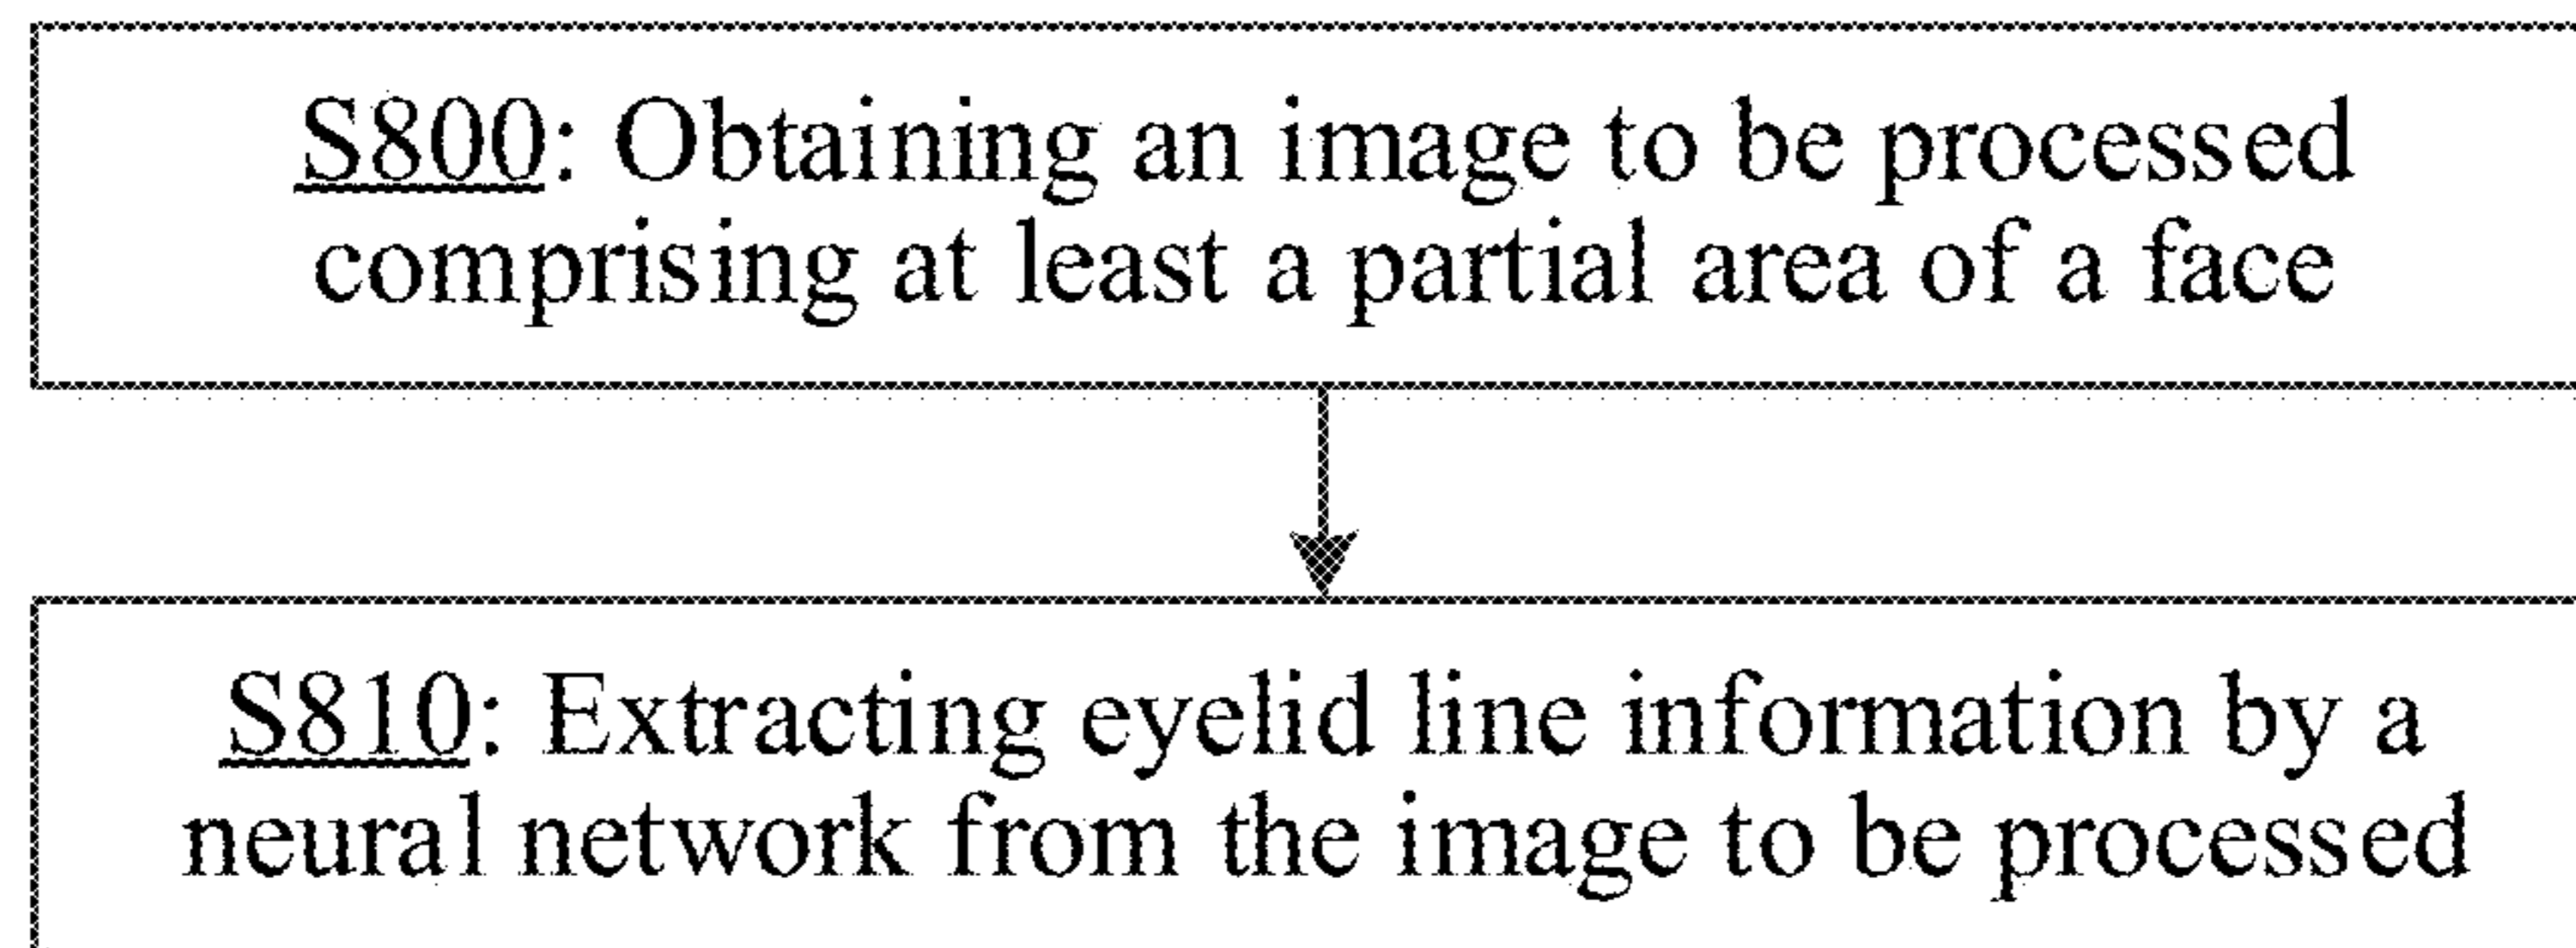 S800: Obtaining an image to be processed
comprising at least a partial area of a face
S810: Extracting eyelid line information by a
neural network from the image to be processed